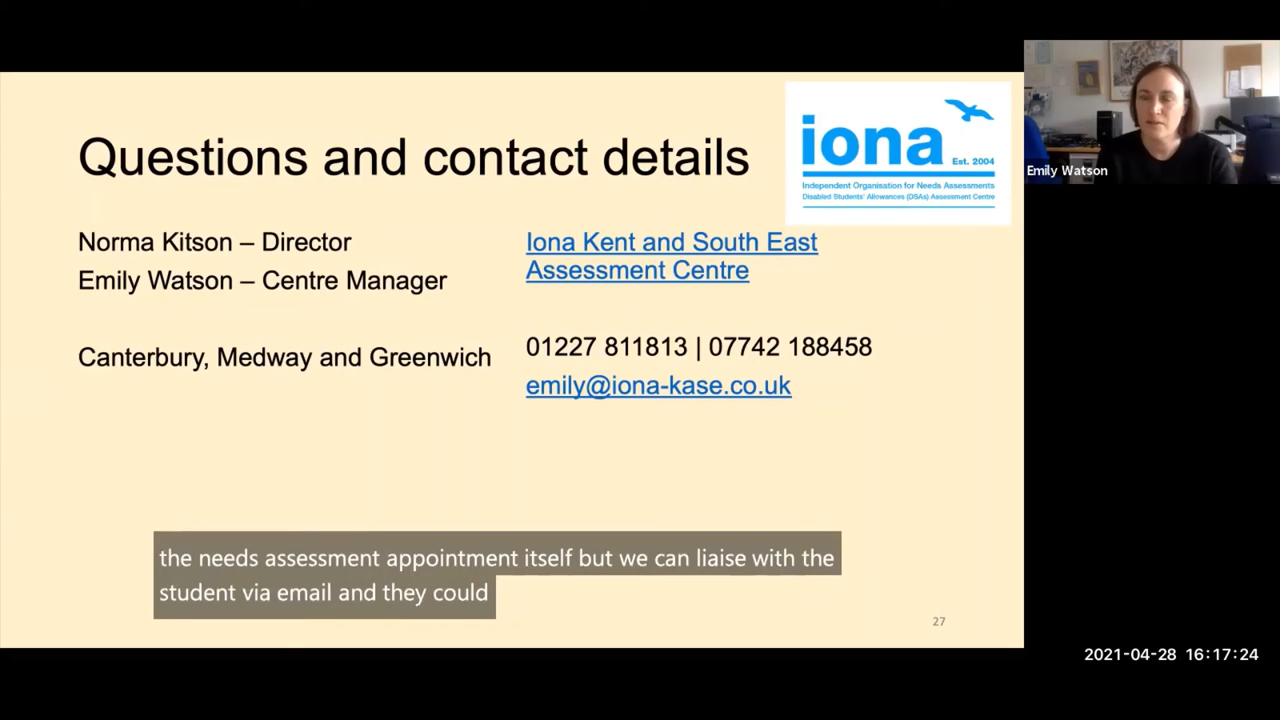 Questions and contact details
iona
Est. 2004
Independent Organisation for Needs Assessments
Disabled Students' Allowances (DSAs) Assessment Centre
Emily Watson
Norma Kitson – Director
Emily Watson – Centre Manager
Canterbury, Medway and Greenwich
Iona Kent and South East
Assessment Centre
01227 811813 | 07742 188458
emily@iona-kase.co.uk
the needs assessment appointment itself but we can liaise with the
student via email and they could
27
2021-04-28 16:17:24